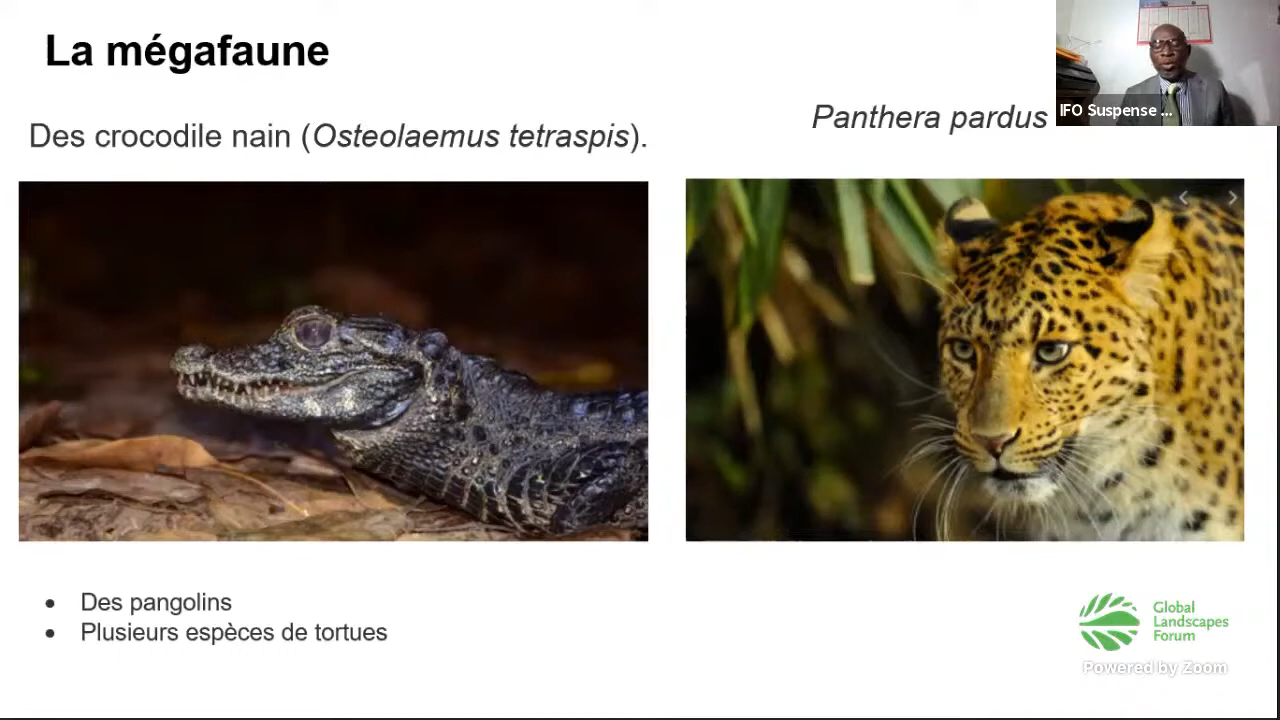 La mégafaune
Des crocodile nain (Osteolaemus tetraspis).
Panthera pardus
IFO Suspense ...
• Des pangolins
• Plusieurs espèces de tortues
Global
Landscapes
Forum
Powered by Zoom